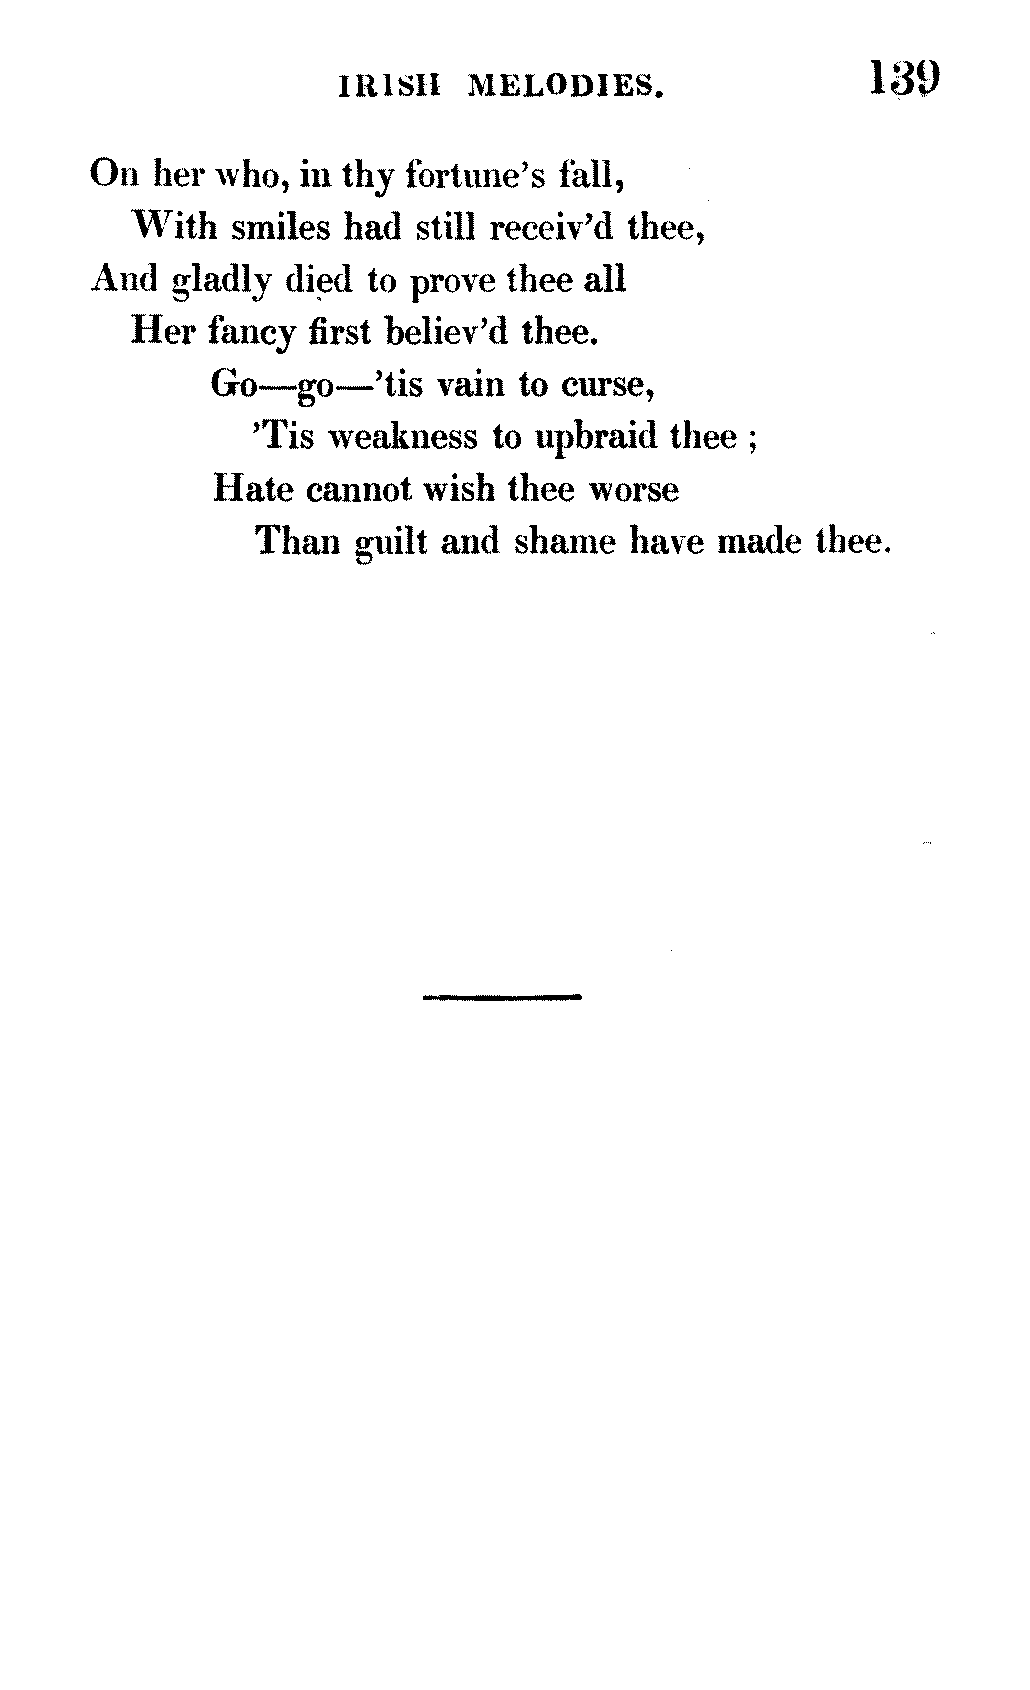 IRISH MELODIES. 139
On her who, in thy fortune's fall,
With smiles had still receiv'd thee,
And gladly died to prove thee all
Her fancy first believ'd thee.
Go—go—'tis vain to curse,
'Tis weakness to upbraid thee ;
Hate cannot wish thee worse
Than guilt and shame have made thee.